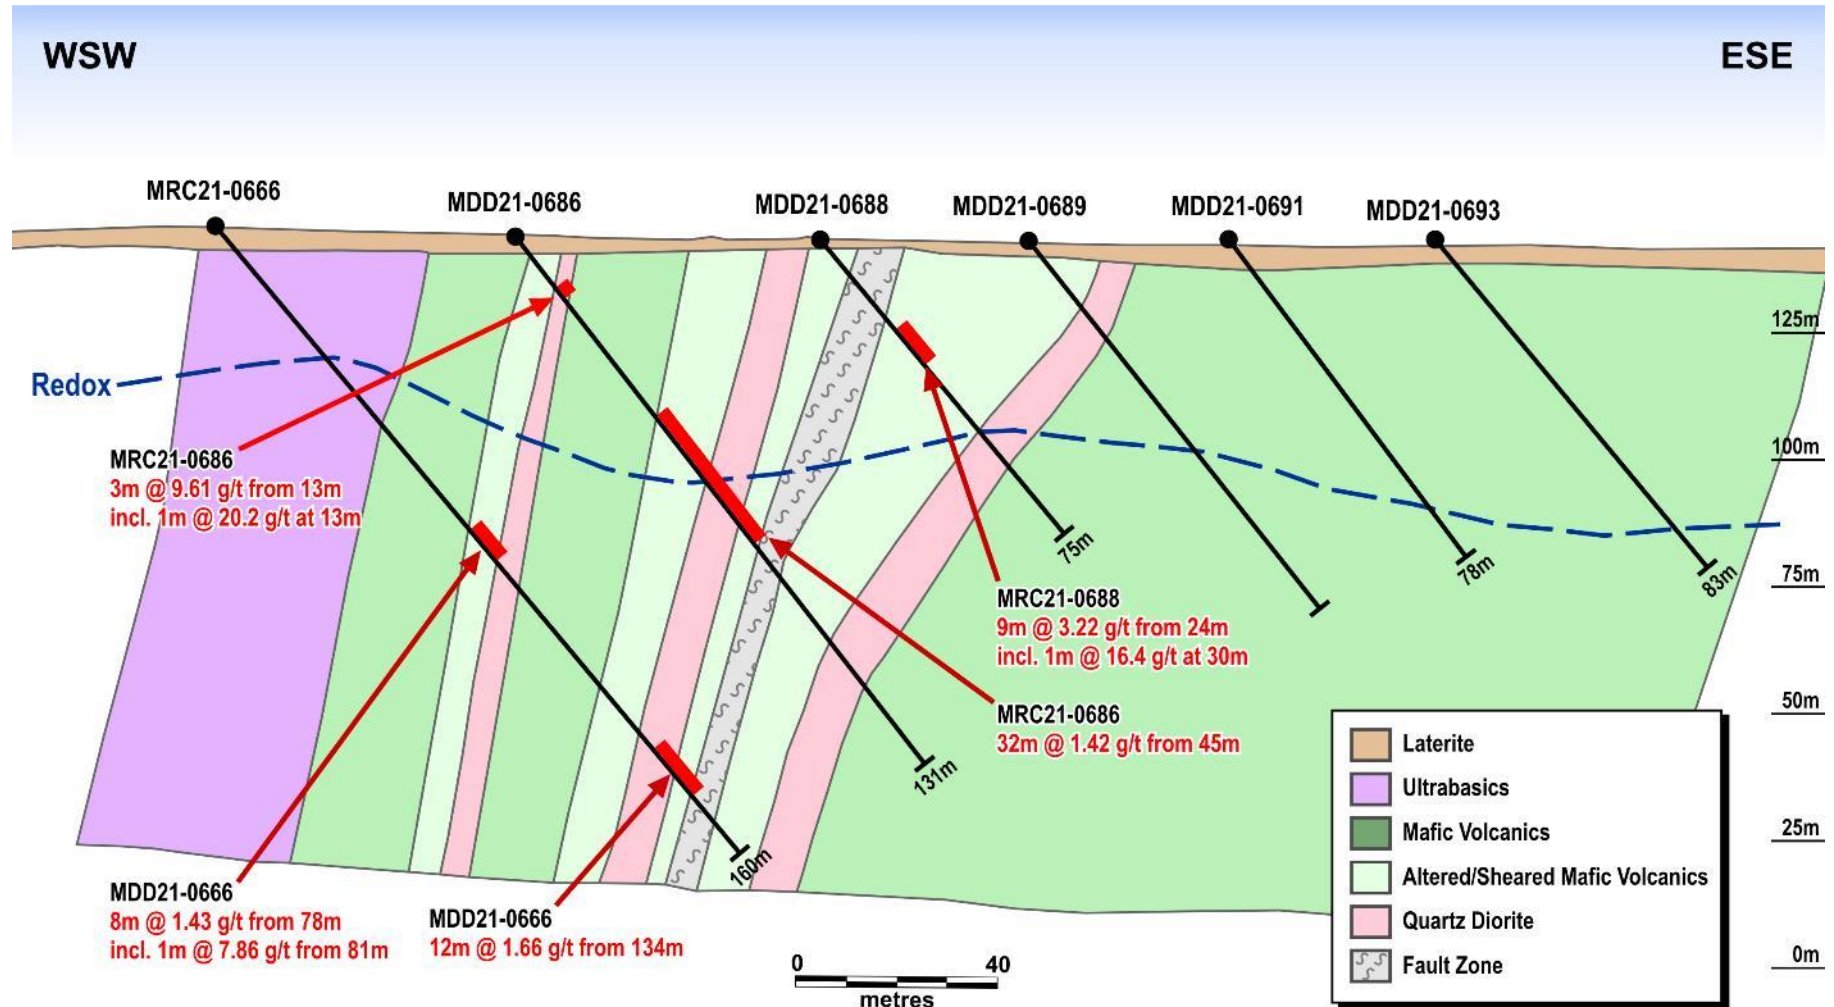 WSW
ESE
MRC21-0666
MDD21-0686
MDD21-0688
MDD21-0689
MDD21-0691
MDD21-0693
125m
Redox
100m
MRC21-0686
3m @ 9.61 g/t from 13m
incl. 1m @ 20.2 g/t at 13m
75m
78m
83m
75m
MRC21-0688
9m @ 3.22 g/t from 24m
incl. 1m @ 16.4 g/t at 30m
MRC21-0686
32m @ 1.42 g/t from 45m
50m
131m
25m
160m
MDD21-0666
8m @ 1.43 g/t from 78m
incl. 1m @ 7.86 g/t from 81m
MDD21-0666
12m @ 1.66 g/t from 134m
Laterite
Ultrabasics
Mafic Volcanics
Altered/Sheared Mafic Volcanics
Quartz Diorite
Fault Zone
0m
0 40
metres